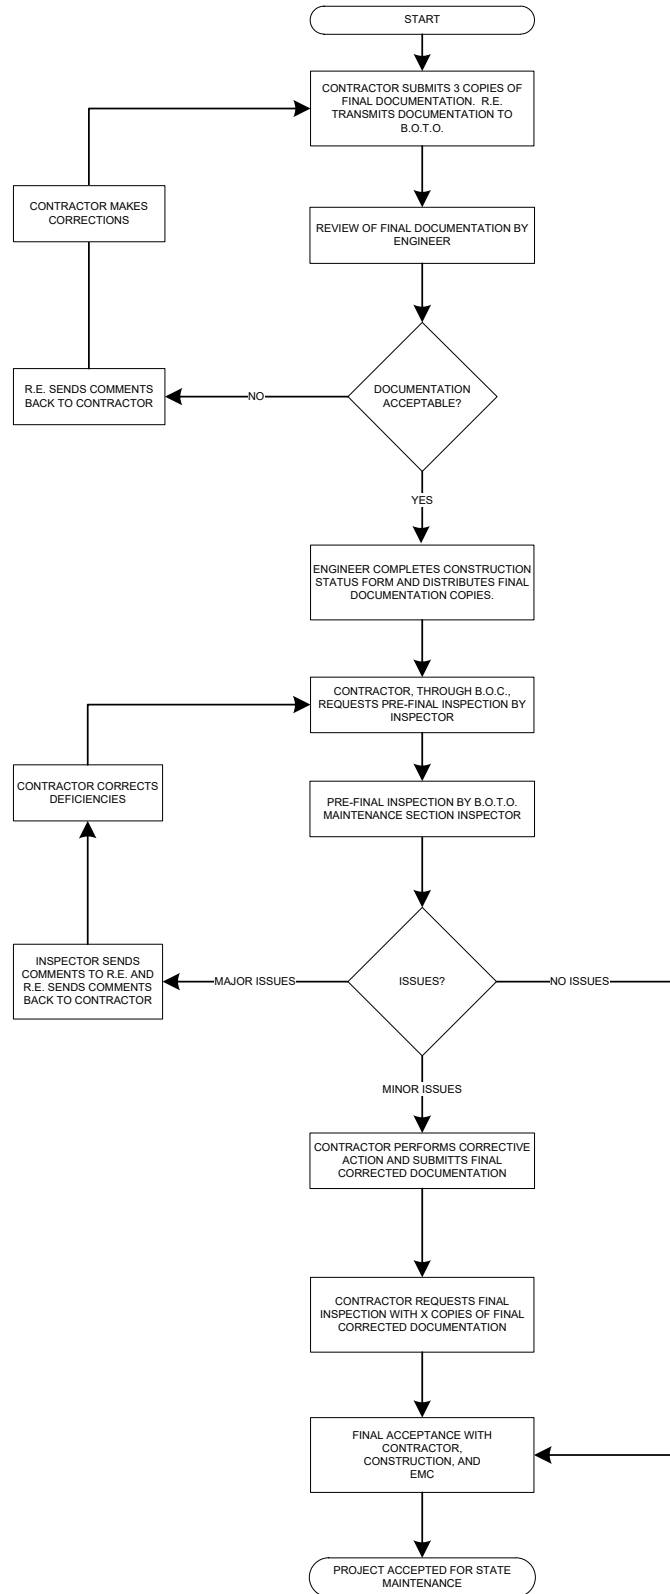 START
CONTRACTOR SUBMITS 3 COPIES OF
FINAL DOCUMENTATION.  R.E.
TRANSMITS DOCUMENTATION TO
B.O.T.O.
CONTRACTOR MAKES
CORRECTIONS
REVIEW OF FINAL DOCUMENTATION BY
ENGINEER
DOCUMENTATION
ACCEPTABLE?
NO
R.E. SENDS COMMENTS
BACK TO CONTRACTOR
YES
ENGINEER COMPLETES CONSTRUCTION
STATUS FORM AND DISTRIBUTES FINAL
DOCUMENTATION COPIES.
CONTRACTOR, THROUGH B.O.C.,
REQUESTS PRE-FINAL INSPECTION BY
INSPECTOR
CONTRACTOR CORRECTS
DEFICIENCIES
PRE-FINAL INSPECTION BY B.O.T.O.
MAINTENANCE SECTION INSPECTOR
INSPECTOR SENDS
COMMENTS TO R.E. AND
R.E. SENDS COMMENTS
BACK TO CONTRACTOR
MAJOR ISSUES
ISSUES?
NO ISSUES
MINOR ISSUES
CONTRACTOR PERFORMS CORRECTIVE
ACTION AND SUBMITTS FINAL
CORRECTED DOCUMENTATION
CONTRACTOR REQUESTS FINAL
INSPECTION WITH X COPIES OF FINAL
CORRECTED DOCUMENTATION
FINAL ACCEPTANCE WITH
CONTRACTOR,
CONSTRUCTION, AND
EMC
PROJECT ACCEPTED FOR STATE
MAINTENANCE